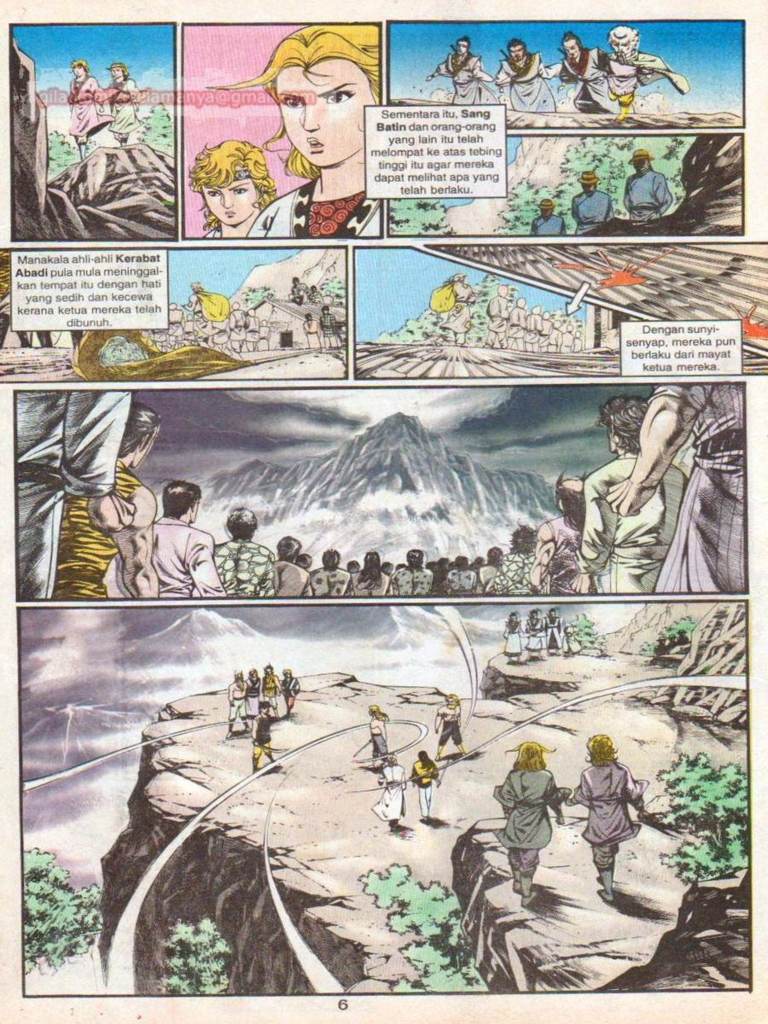 Sementara itu, Sang
Batin dan orang-orang
yang lain itu telah
melompat ke atas tebing
tinggi itu agar mereka
dapat melihat apa yang
telah berlaku.
Manakala ahli-ahli Kerabat
Abadi pula mula meninggal-
kan tempat itu dengan hati
yang sedih dan kecewa
kerana ketua mereka telah
dibunuh.
Dengan sunyi-
senyap, mereka pun
berlaku dari mayat
ketua mereka.
6